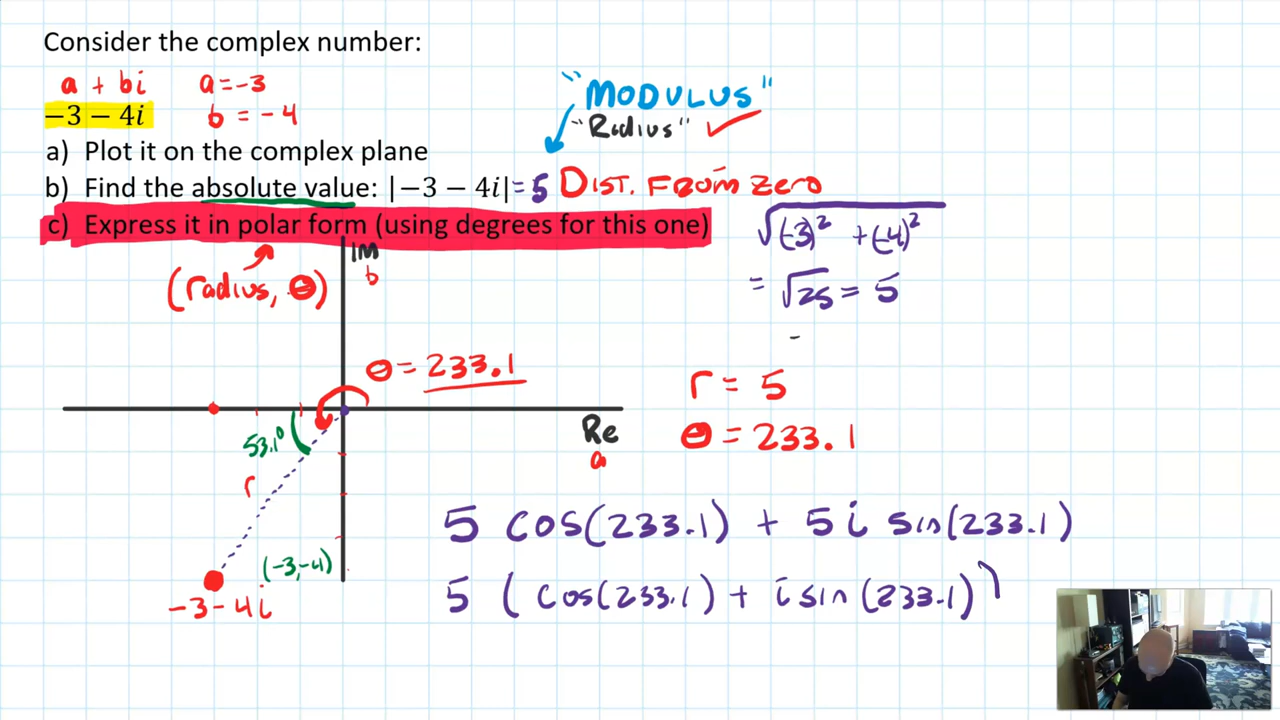 Consider the complex number:
a + bi a = -3
−3 − 4i b = -4
"MODULUS"
"Radius"
a) Plot it on the complex plane
b) Find the absolute value: |−3 − 4i| = 5 DIST. FROM ZERO
c) Express it in polar form (using degrees for this one)
√(-3)² + (-4)²
= √25 = 5
(radius, θ)
IM
b
θ = 233.1
r = 5
θ = 233.1
Re
a
53.1°
r
(-3,-4)
-3-4i
5 cos(233.1) + 5i sin(233.1)
5 (cos(233.1) + i sin(233.1))